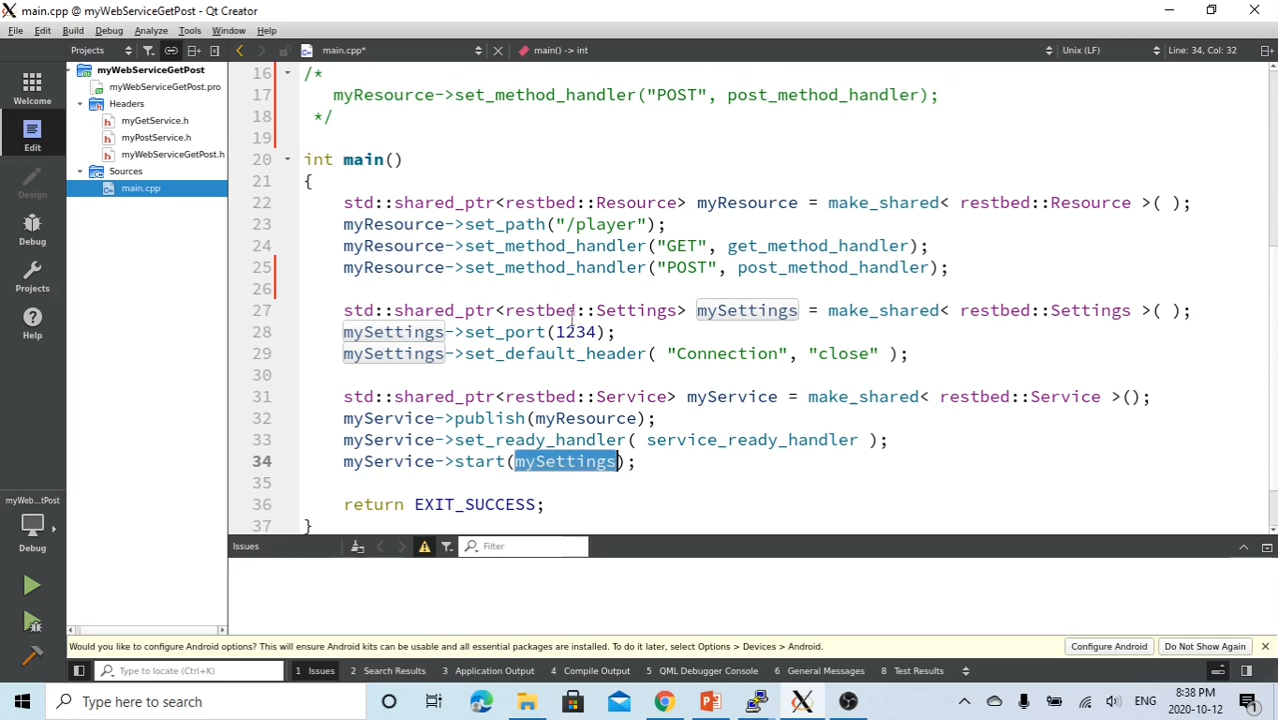 main.cpp @ myWebServiceGetPost - Qt Creator
File Edit Build Debug Analyze Tools Window Help
Projects main.cpp* main() -> int Unix (LF) Line: 34, Col: 32
Welcome
Edit
Design
Debug
Projects
Help
myWeb...tPost
Debug
myWebServiceGetPost
myWebServiceGetPost.pro
Headers
myGetService.h
myPostService.h
myWebServiceGetPost.h
Sources
main.cpp
16 /*
17 myResource->set_method_handler("POST", post_method_handler);
18 */
19
20 int main()
21 {
22 std::shared_ptr<restbed::Resource> myResource = make_shared< restbed::Resource >( );
23 myResource->set_path("/player");
24 myResource->set_method_handler("GET", get_method_handler);
25 myResource->set_method_handler("POST", post_method_handler);
26
27 std::shared_ptr<restbed::Settings> mySettings = make_shared< restbed::Settings >( );
28 mySettings->set_port(1234);
29 mySettings->set_default_header( "Connection", "close" );
30
31 std::shared_ptr<restbed::Service> myService = make_shared< restbed::Service >();
32 myService->publish(myResource);
33 myService->set_ready_handler( service_ready_handler );
34 myService->start(mySettings);
35
36 return EXIT_SUCCESS;
37 }
Issues Filter
Would you like to configure Android options? This will ensure Android kits can be usable and all essential packages are installed. To do it later, select Options > Devices > Android. Configure Android Do Not Show Again
Type to locate (Ctrl+K) 1 Issues 2 Search Results 3 Application Output 4 Compile Output 5 QML Debugger Console 6 General Messages 8 Test Results
Type here to search
ENG
8:38 PM
2020-10-12
1